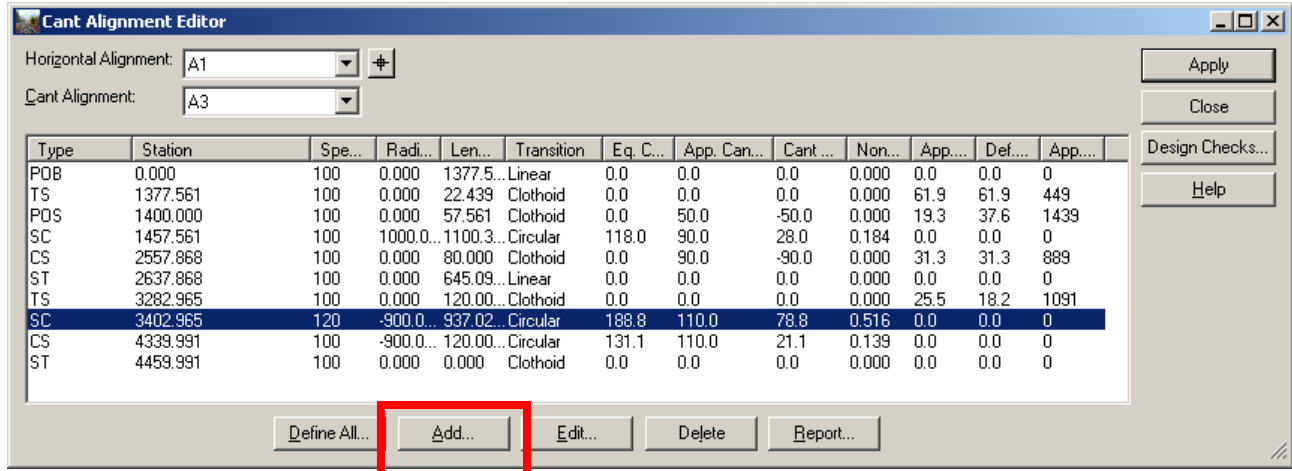 Cant Alignment Editor
Horizontal Alignment: A1
Apply
Cant Alignment: A3
Close
Type Station Spe... Radi... Len... Transition Eq. C... App. Can... Cant ... Non... App.... Def.... App....
Design Checks...
POB 0.000 100 0.000 1377.5... Linear 0.0 0.0 0.0 0.000 0.0 0.0 0
TS 1377.561 100 0.000 22.439 Clothoid 0.0 0.0 0.0 0.000 61.9 61.9 449
Help
POS 1400.000 100 0.000 57.561 Clothoid 0.0 50.0 -50.0 0.000 19.3 37.6 1439
SC 1457.561 100 1000.0... 1100.3... Circular 118.0 90.0 28.0 0.184 0.0 0.0 0
CS 2557.868 100 0.000 80.000 Clothoid 0.0 90.0 -90.0 0.000 31.3 31.3 889
ST 2637.868 100 0.000 645.09... Linear 0.0 0.0 0.0 0.000 0.0 0.0 0
TS 3282.965 100 0.000 120.00... Clothoid 0.0 0.0 0.0 0.000 25.5 18.2 1091
SC 3402.965 120 -900.0... 937.02... Circular 188.8 110.0 78.8 0.516 0.0 0.0 0
CS 4339.991 100 -900.0... 120.00... Circular 131.1 110.0 21.1 0.139 0.0 0.0 0
ST 4459.991 100 0.000 0.000 Clothoid 0.0 0.0 0.0 0.000 0.0 0.0 0
Define All... Add... Edit... Delete Report...